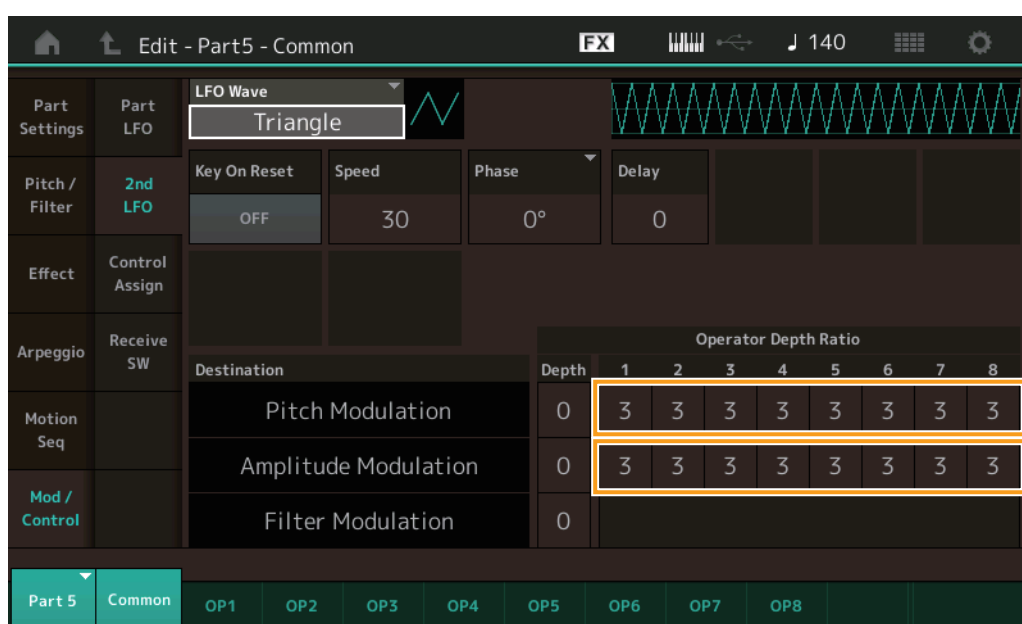 Edit - Part5 - Common FX ♩ 140
Part Settings
Part LFO
LFO Wave
Triangle
Pitch / Filter
2nd LFO
Key On Reset
OFF
Speed
30
Phase
0°
Delay
0
Effect
Control Assign
Arpeggio
Receive SW
Operator Depth Ratio
Destination Depth 1 2 3 4 5 6 7 8
Motion Seq
Pitch Modulation 0 3 3 3 3 3 3 3 3
Amplitude Modulation 0 3 3 3 3 3 3 3 3
Mod / Control
Filter Modulation 0
Part 5 Common OP1 OP2 OP3 OP4 OP5 OP6 OP7 OP8